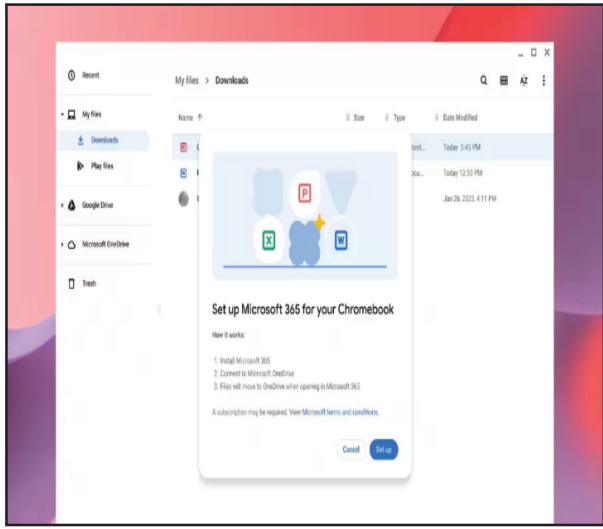 Recent
My files > Downloads
My files
Name Size Type Date Modified
Downloads
Today 5:45 PM
Play files
Today 12:30 PM
Google Drive
Jan 26, 2023, 4:11 PM
Microsoft OneDrive
Trash
P
X
W
Set up Microsoft 365 for your Chromebook
How it works:
1. Install Microsoft 365
2. Connect to Microsoft OneDrive
3. Files will move to OneDrive when opening in Microsoft 365
A subscription may be required. View Microsoft terms and conditions.
Cancel Set up